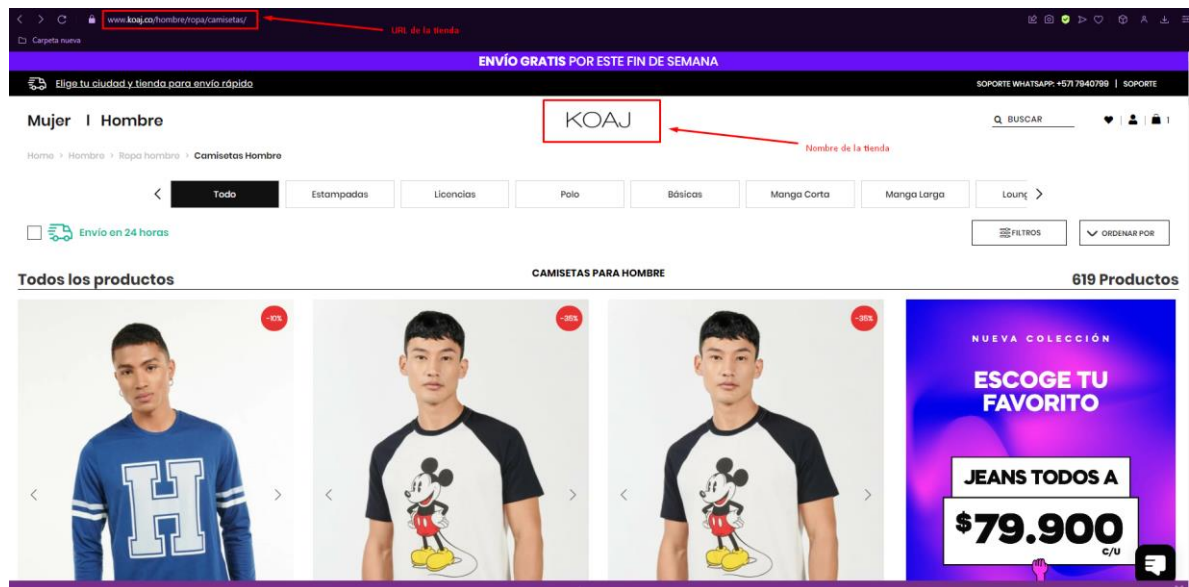 www.koaj.co/hombre/ropa/camisetas/
URL de la tienda
Carpeta nueva
ENVÍO GRATIS POR ESTE FIN DE SEMANA
Elige tu ciudad y tienda para envío rápido
SOPORTE WHATSAPP: +571 7940799 | SOPORTE
Mujer | Hombre
KOAJ
BUSCAR
1
Nombre de la tienda
Home > Hombre > Ropa hombre > Camisetas Hombre
Todo Estampadas Licencias Polo Básicas Manga Corta Manga Larga Loung
Envío en 24 horas
FILTROS
ORDENAR POR
Todos los productos
CAMISETAS PARA HOMBRE
619 Productos
-10%
-35%
-35%
H
NUEVA COLECCIÓN
ESCOGE TU
FAVORITO
JEANS TODOS A
$79.900
C/U